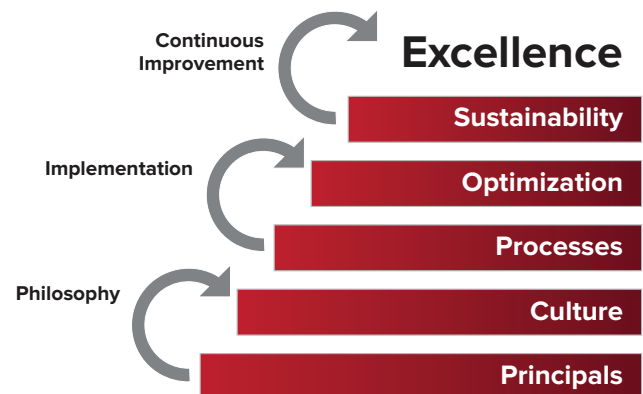 Continuous
Improvement
Excellence
Sustainability
Implementation
Optimization
Processes
Philosophy
Culture
Principals